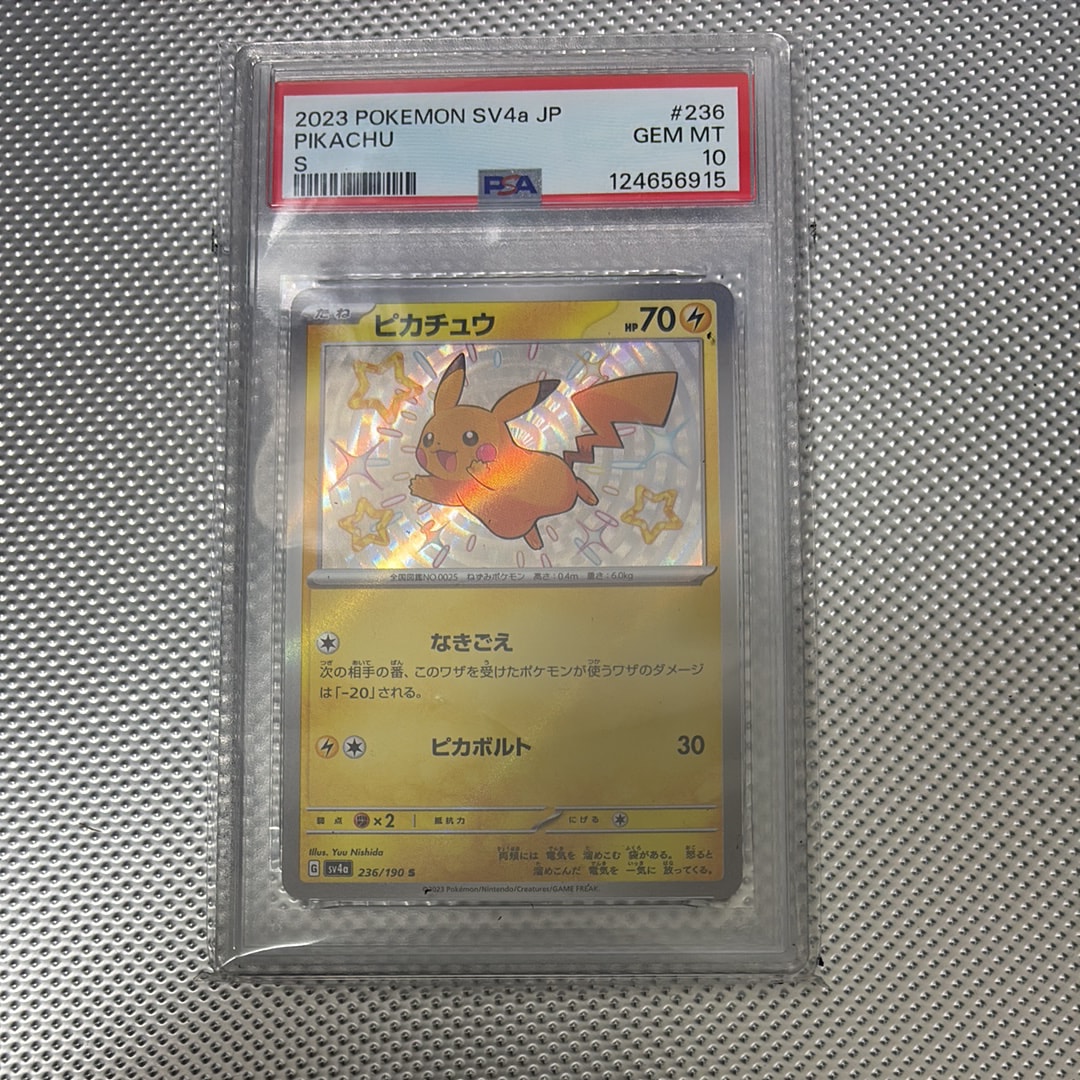 2023 POKEMON SV4a JP #236
PIKACHU GEM MT
S 10
PSA 124656915
たね ピカチュウ HP70
全国図鑑NO.0025 ねずみポケモン 高さ:0.4m 重さ:6.0kg
なきごえ
次の相手の番、このワザを受けたポケモンが使うワザのダメージ
は「-20」される。
ピカボルト 30
弱点 ×2 抵抗力 にげる
Illus. Yuu Nishida
両頬には 電気を 溜めこむ 袋がある。 怒ると
G sv4a 236/190 S
溜めこんだ 電気を 一気に 放ってくる。
©2023 Pokémon/Nintendo/Creatures/GAME FREAK.